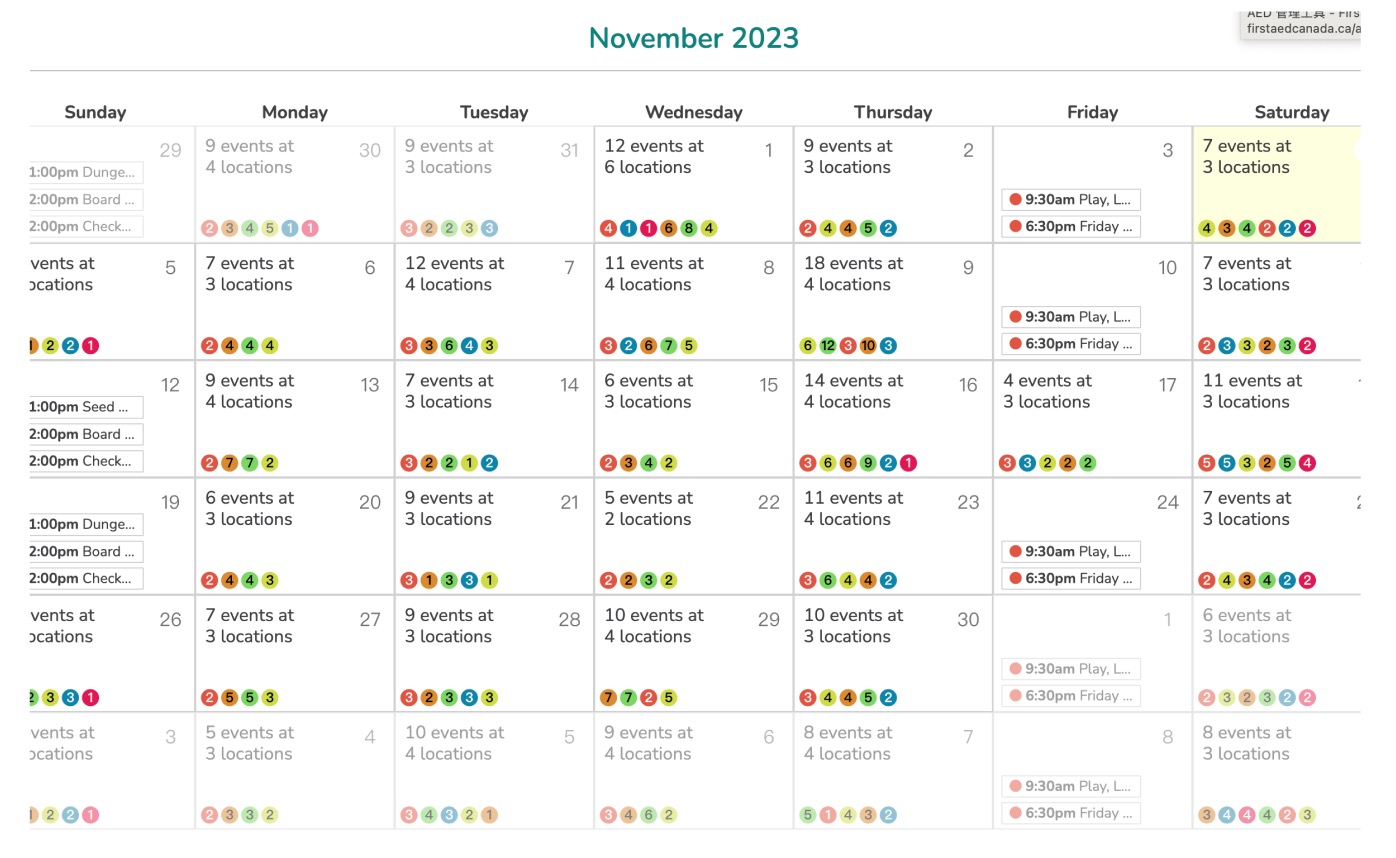 AED 管理工具 - Firs
firstaedcanada.ca/a
November 2023
Sunday Monday Tuesday Wednesday Thursday Friday Saturday
29
1:00pm Dunge...
2:00pm Board ...
2:00pm Check...
9 events at
4 locations
30
2 3 4 5 1 1
9 events at
3 locations
31
3 2 2 3 3
12 events at
6 locations
1
4 1 1 6 8 4
9 events at
3 locations
2
2 4 4 5 2
3
9:30am Play, L...
6:30pm Friday ...
7 events at
3 locations
4 3 4 2 2 2
vents at
ocations
5
1 2 2 1
7 events at
3 locations
6
2 4 4 4
12 events at
4 locations
7
3 3 6 4 3
11 events at
4 locations
8
3 2 6 7 5
18 events at
4 locations
9
6 12 3 10 3
10
9:30am Play, L...
6:30pm Friday ...
7 events at
3 locations
2 3 3 2 3 2
12
1:00pm Seed ...
2:00pm Board ...
2:00pm Check...
9 events at
4 locations
13
2 7 7 2
7 events at
3 locations
14
3 2 2 1 2
6 events at
3 locations
15
2 3 4 2
14 events at
4 locations
16
3 6 6 9 2 1
4 events at
3 locations
17
3 3 2 2 2
11 events at
3 locations
5 5 3 2 5 4
19
1:00pm Dunge...
2:00pm Board ...
2:00pm Check...
6 events at
3 locations
20
2 4 4 3
9 events at
3 locations
21
3 1 3 3 1
5 events at
2 locations
22
2 2 3 2
11 events at
4 locations
23
3 6 4 4 2
24
9:30am Play, L...
6:30pm Friday ...
7 events at
3 locations
2 4 3 4 2 2
vents at
ocations
26
2 3 3 1
7 events at
3 locations
27
2 5 5 3
9 events at
3 locations
28
3 2 3 3 3
10 events at
4 locations
29
7 7 2 5
10 events at
3 locations
30
3 4 4 5 2
1
9:30am Play, L...
6:30pm Friday ...
6 events at
3 locations
2 3 2 3 2 2
vents at
ocations
3
2 2 1
5 events at
3 locations
4
2 3 3 2
10 events at
4 locations
5
3 4 3 2 1
9 events at
4 locations
6
3 4 6 2
8 events at
4 locations
7
5 1 4 3 2
8
9:30am Play, L...
6:30pm Friday ...
8 events at
3 locations
3 4 4 4 2 3